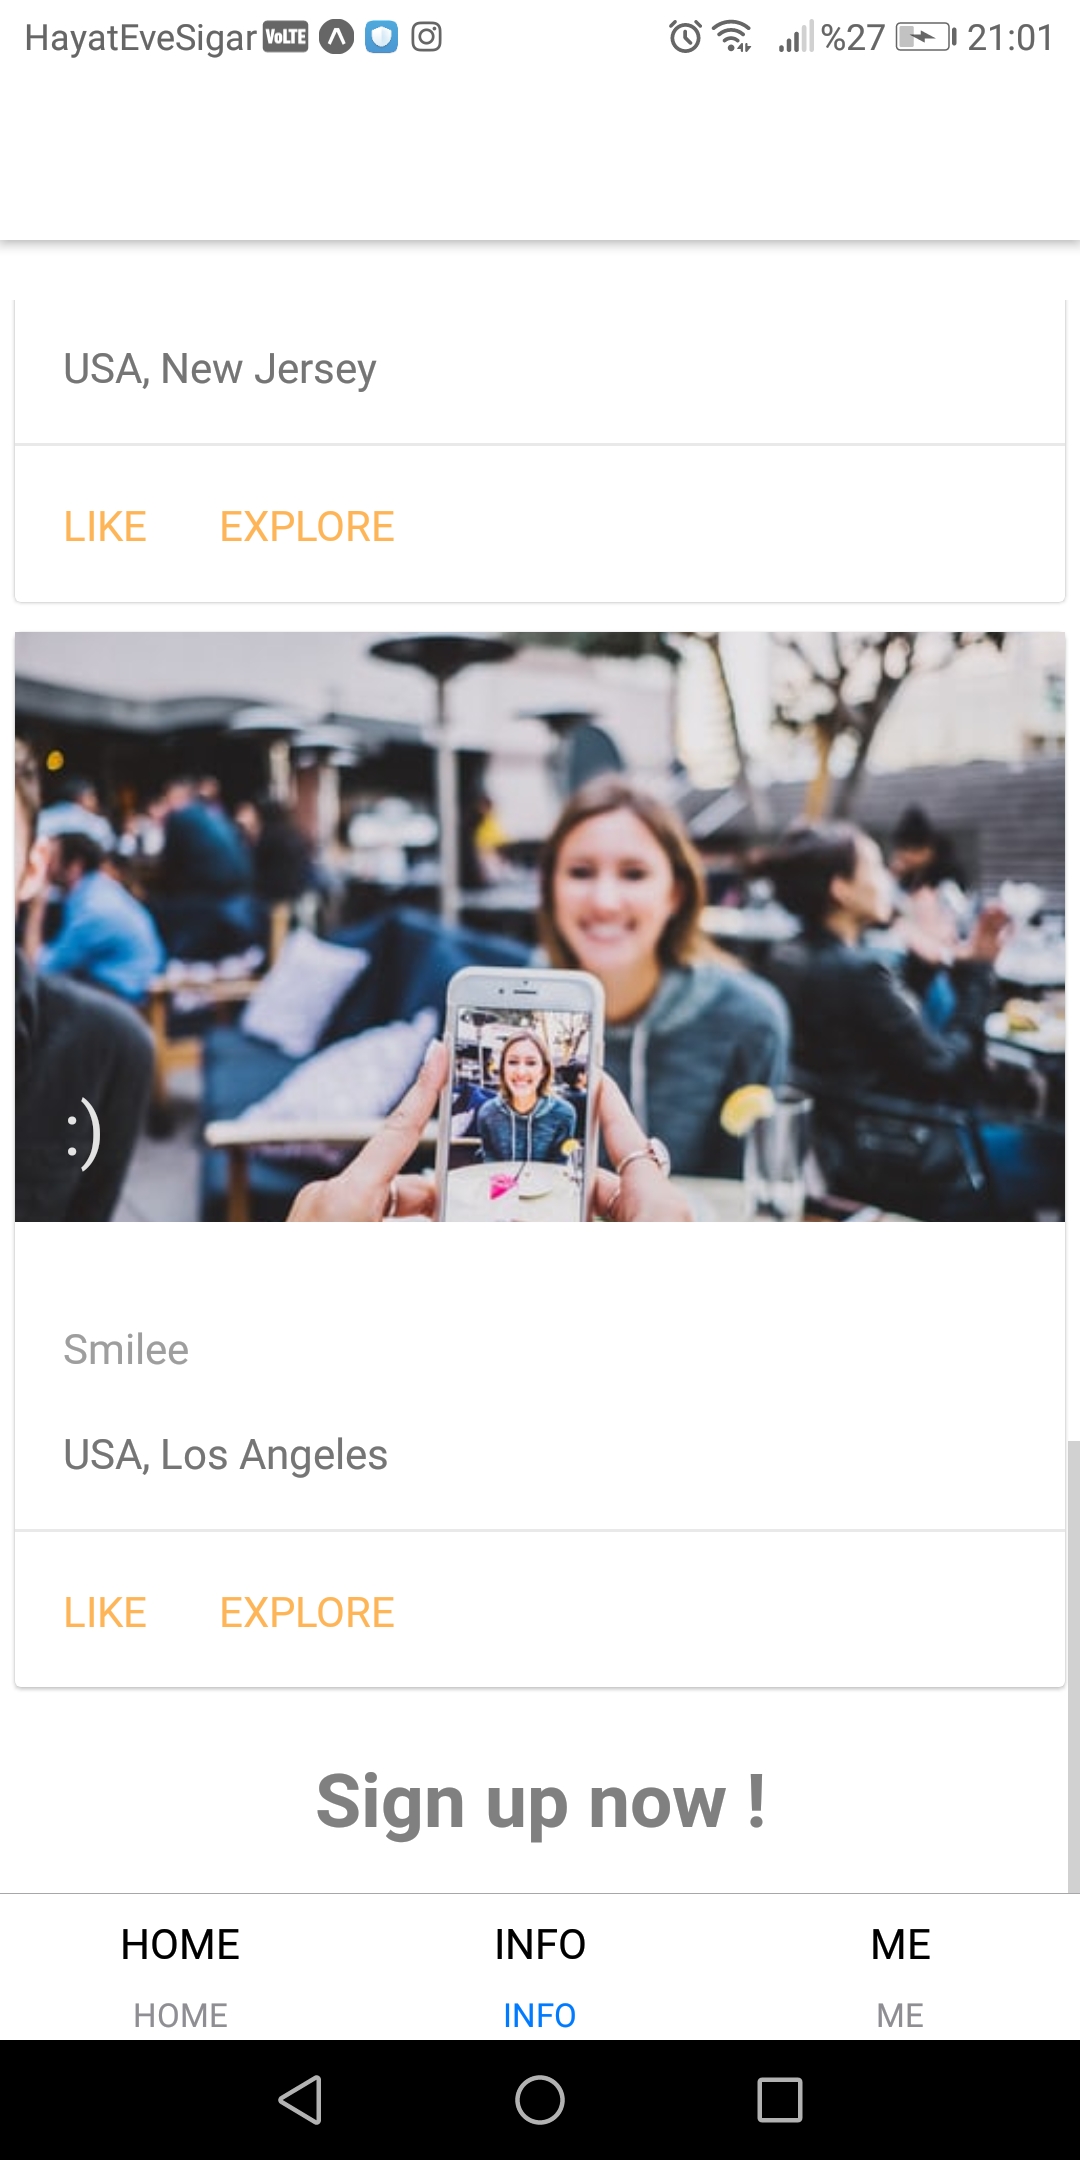 HayatEveSigar VoLTE %27 21:01
USA, New Jersey
LIKE EXPLORE
:)
Smilee
USA, Los Angeles
LIKE EXPLORE
Sign up now !
HOME INFO ME
HOME INFO ME